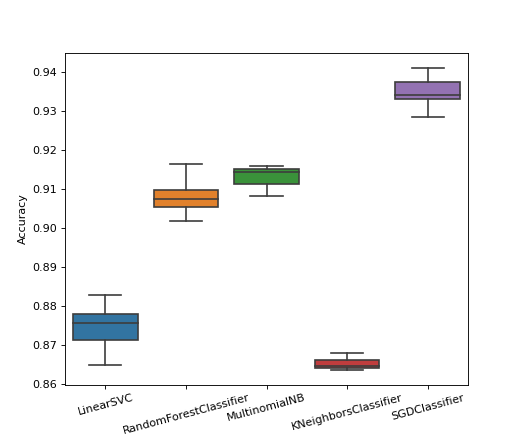 0.94
0.93
0.92
0.91
0.90
0.89
0.88
0.87
0.86
Accuracy
LinearSVC
RandomForestClassifier
MultinomialNB
KNeighborsClassifier
SGDClassifier